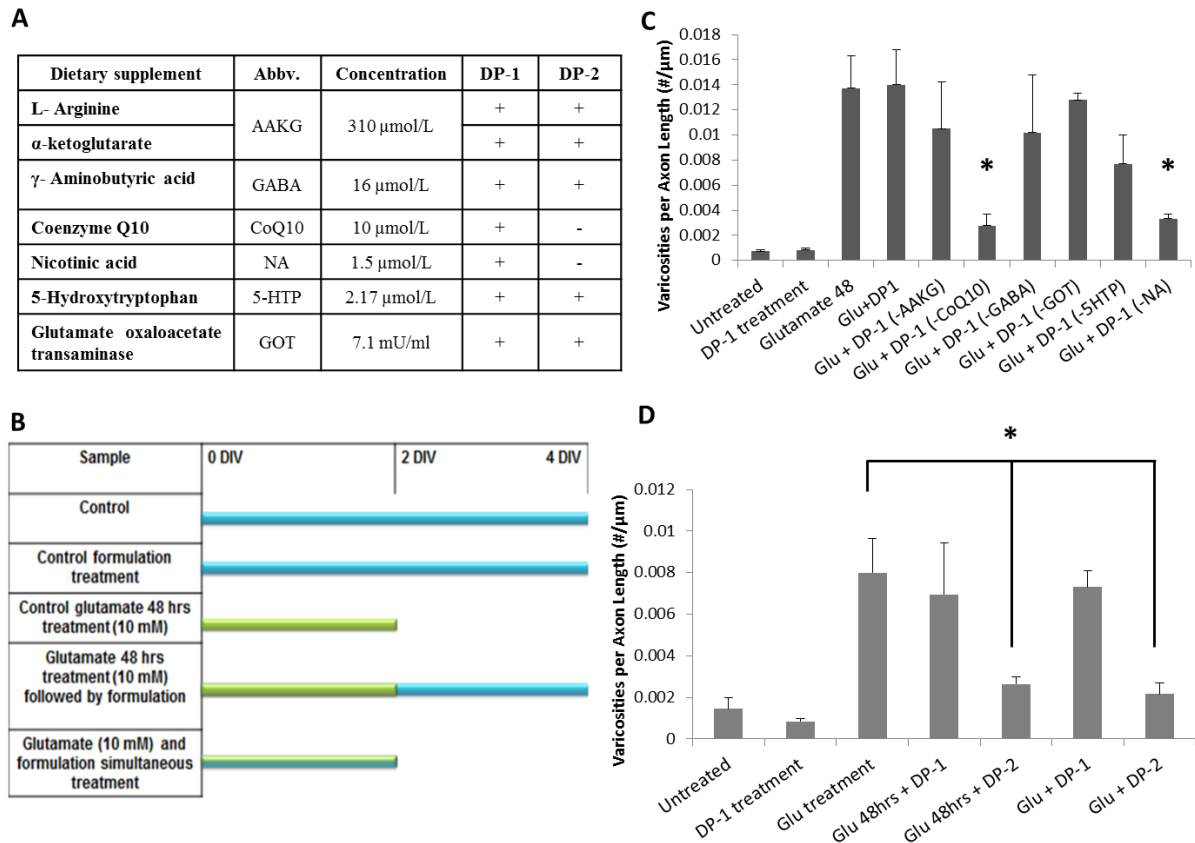 A
Dietary supplement Abbv. Concentration DP-1 DP-2
L- Arginine AAKG 310 µmol/L + +
α-ketoglutarate + +
γ- Aminobutyric acid GABA 16 µmol/L + +
Coenzyme Q10 CoQ10 10 µmol/L + -
Nicotinic acid NA 1.5 µmol/L + -
5-Hydroxytryptophan 5-HTP 2.17 µmol/L + +
Glutamate oxaloacetate
transaminase GOT 7.1 mU/ml + +
B
Sample 0 DIV 2 DIV 4 DIV
Control
Control formulation
treatment
Control glutamate 48 hrs
treatment (10 mM)
Glutamate 48 hrs
treatment (10 mM)
followed by formulation
Glutamate (10 mM) and
formulation simultaneous
treatment
C
Varicosities per Axon Length (#/µm)
0.018
0.016
0.014
0.012
0.01
0.008
0.006
0.004
0.002
0
*
*
Untreated
DP-1 treatment
Glutamate 48
Glu+DP1
Glu + DP-1 (-AAKG)
Glu + DP-1 (-CoQ10)
Glu + DP-1 (-GABA)
Glu + DP-1 (-GOT)
Glu + DP-1 (-5HTP)
Glu + DP-1 (-NA)
D
Varicosities per Axon Length (#/µm)
0.012
0.01
0.008
0.006
0.004
0.002
0
*
Untreated
DP-1 treatment
Glu treatment
Glu 48hrs + DP-1
Glu 48hrs + DP-2
Glu + DP-1
Glu + DP-2